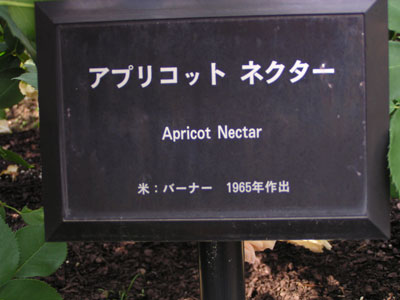 アプリコット ネクター
Apricot Nectar
米：バーナー 1965年作出